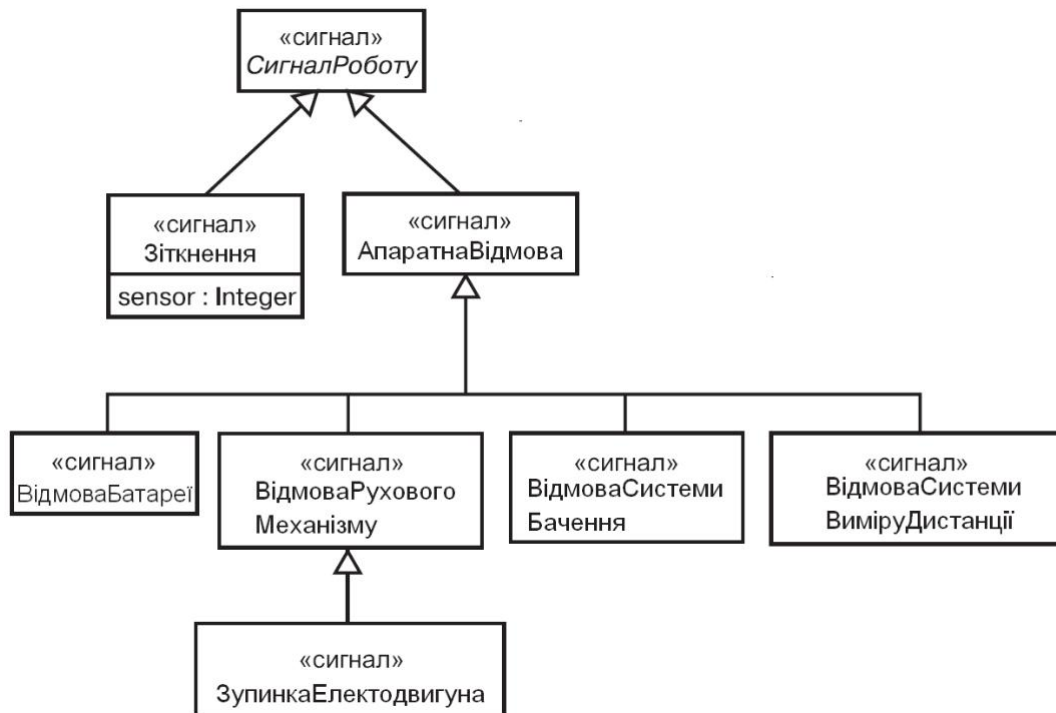 «сигнал»
СигналРоботу
«сигнал»
Зіткнення
sensor : Integer
«сигнал»
АпаратнаВідмова
«сигнал»
ВідмоваБатареї
«сигнал»
ВідмоваРухового
Механізму
«сигнал»
ВідмоваСистеми
Бачення
«сигнал»
ВідмоваСистеми
ВиміруДистанції
«сигнал»
ЗупинкаЕлектодвигуна